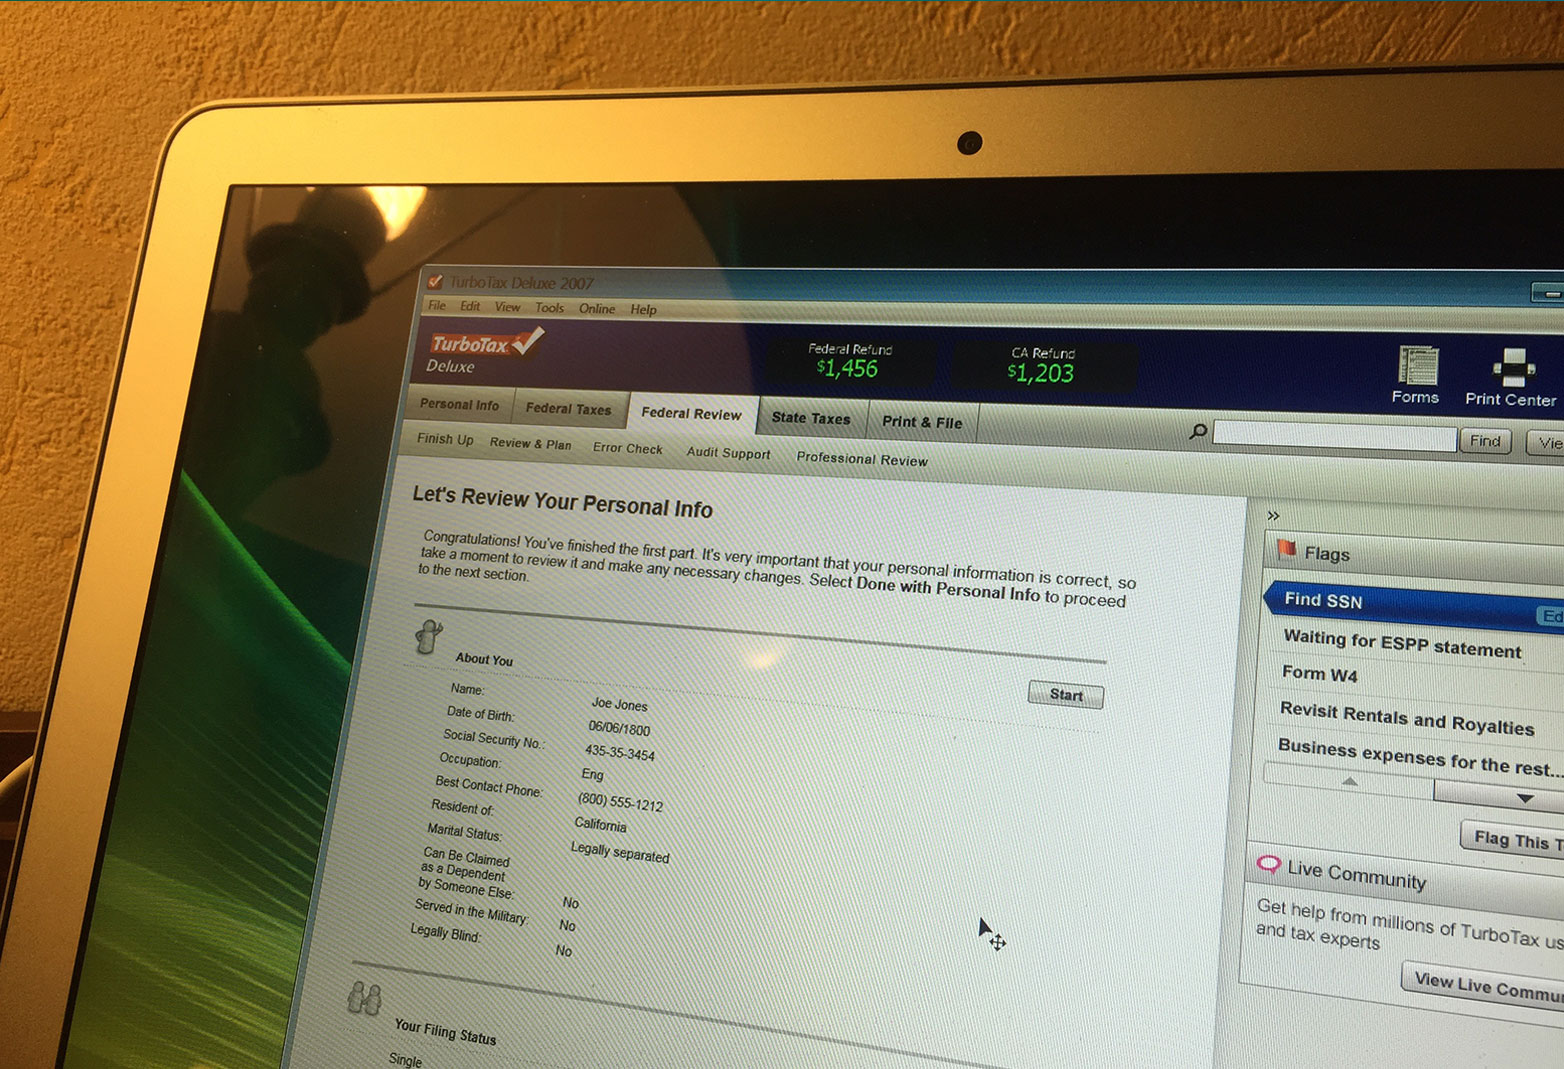 TurboTax Deluxe 2007
File Edit View Tools Online Help
TurboTax
Deluxe
Federal Refund
$1,456
CA Refund
$1,203
Forms
Print Center
Personal Info Federal Taxes Federal Review State Taxes Print & File
Find
Vie
Finish Up Review & Plan Error Check Audit Support Professional Review
Let's Review Your Personal Info
Congratulations! You've finished the first part. It's very important that your personal information is correct, so
take a moment to review it and make any necessary changes. Select Done with Personal Info to proceed
to the next section.
About You
Start
Name: Joe Jones
Date of Birth: 06/06/1800
Social Security No.: 435-35-3454
Occupation: Eng
Best Contact Phone: (800) 555-1212
Resident of: California
Marital Status: Legally separated
Can Be Claimed
as a Dependent
by Someone Else: No
Served in the Military: No
Legally Blind: No
Your Filing Status
Single
»
Flags
Find SSN
Ed
Waiting for ESPP statement
Form W4
Revisit Rentals and Royalties
Business expenses for the rest...
Flag This T
Live Community
Get help from millions of TurboTax us
and tax experts
View Live Commu